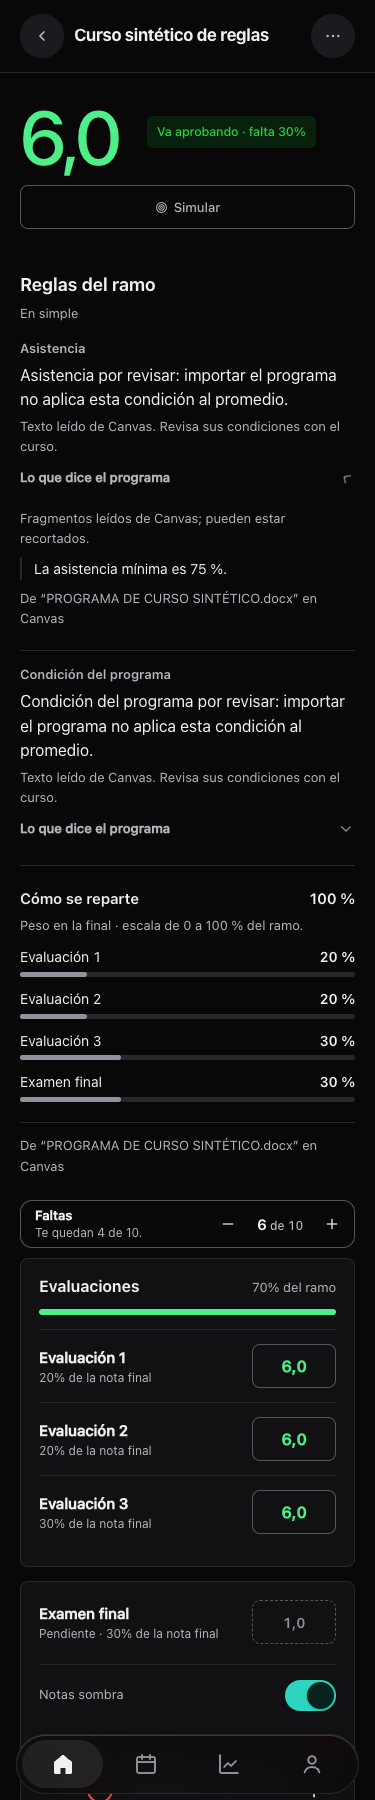 Curso sintético de reglas
6,0
Va aprobando · falta 30%
Simular
Reglas del ramo
En simple
Asistencia
Asistencia por revisar: importar el programa
no aplica esta condición al promedio.
Texto leído de Canvas. Revisa sus condiciones con el
curso.
Lo que dice el programa
Fragmentos leídos de Canvas; pueden estar
recortados.
La asistencia mínima es 75 %.
De “PROGRAMA DE CURSO SINTÉTICO.docx” en
Canvas
Condición del programa
Condición del programa por revisar: importar
el programa no aplica esta condición al
promedio.
Texto leído de Canvas. Revisa sus condiciones con el
curso.
Lo que dice el programa
Cómo se reparte 100 %
Peso en la final · escala de 0 a 100 % del ramo.
Evaluación 1 20 %
Evaluación 2 20 %
Evaluación 3 30 %
Examen final 30 %
De “PROGRAMA DE CURSO SINTÉTICO.docx” en
Canvas
Faltas
Te quedan 4 de 10.
− 6 de 10 +
Evaluaciones 70% del ramo
Evaluación 1
20% de la nota final
6,0
Evaluación 2
20% de la nota final
6,0
Evaluación 3
30% de la nota final
6,0
Examen final
Pendiente · 30% de la nota final
1,0
Notas sombra